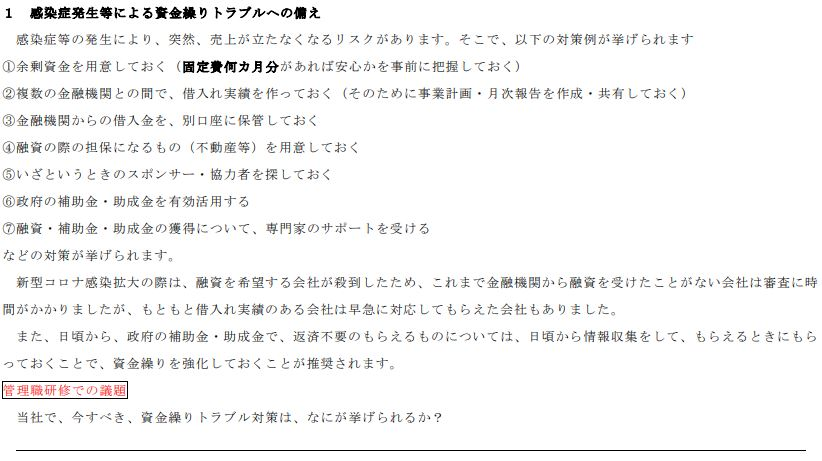 １　感染症発生等による資金繰りトラブルへの備え
感染症等の発生により、突然、売上が立たなくなるリスクがあります。そこで、以下の対策例が挙げられます
①余剰資金を用意しておく（固定費何カ月分があれば安心かを事前に把握しておく）
②複数の金融機関との間で、借入れ実績を作っておく（そのために事業計画・月次報告を作成・共有しておく）
③金融機関からの借入金を、別口座に保管しておく
④融資の際の担保になるもの（不動産等）を用意しておく
⑤いざというときのスポンサー・協力者を探しておく
⑥政府の補助金・助成金を有効活用する
⑦融資・補助金・助成金の獲得について、専門家のサポートを受ける
などの対策が挙げられます。
新型コロナ感染拡大の際は、融資を希望する会社が殺到したため、これまで金融機関から融資を受けたことがない会社は審査に時
間がかかりましたが、もともと借入れ実績のある会社は早急に対応してもらえた会社もありました。
また、日頃から、政府の補助金・助成金で、返済不要のもらえるものについては、日頃から情報収集をして、もらえるときにもら
っておくことで、資金繰りを強化しておくことが推奨されます。
管理職研修での議題
当社で、今すべき、資金繰りトラブル対策は、なにが挙げられるか？